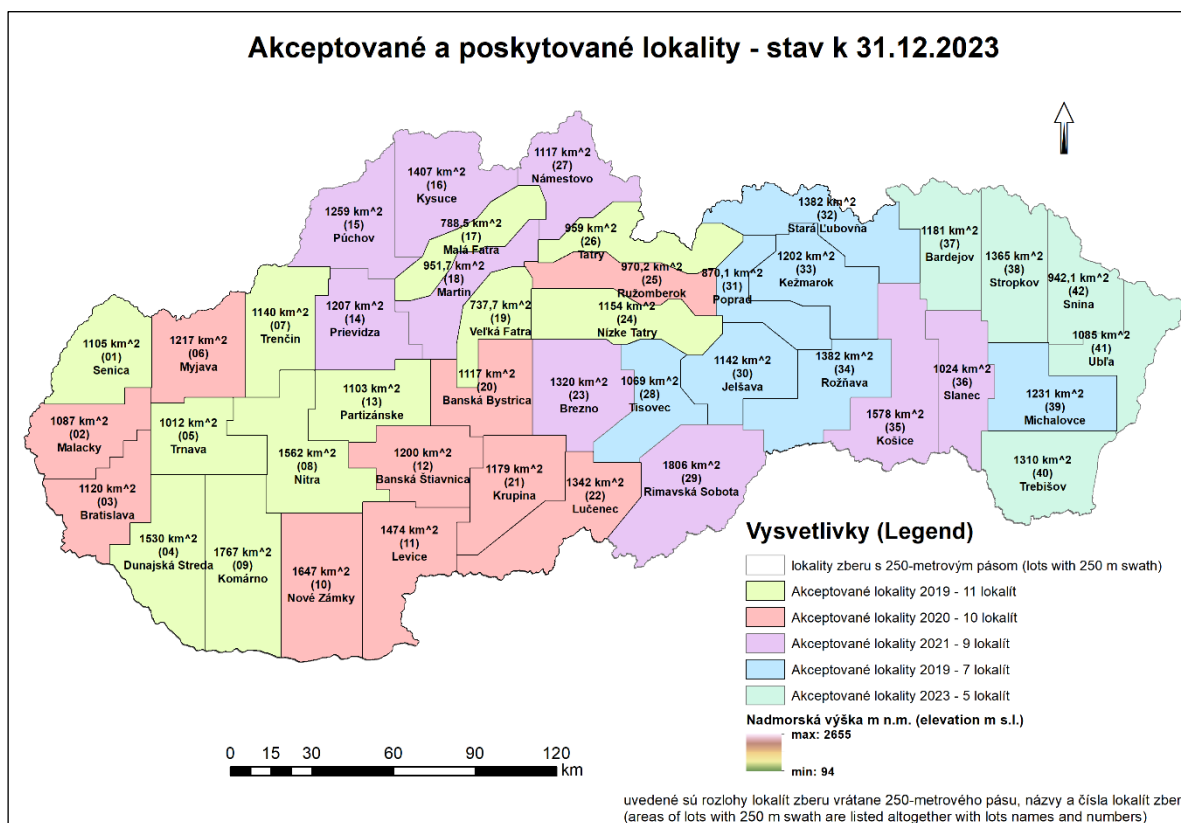 Akceptované a poskytované lokality - stav k 31.12.2023
1117 km^2
(27)
Námestovo
1407 km^2
(16)
Kysuce
1259 km^2
(15)
Púchov
788,5 km^2
(17)
Malá Fatra
959 km^2
(26)
Tatry
1382 km^2
(32)
Stará Ľubovňa
1181 km^2
(37)
Bardejov
1365 km^2
(38)
Stropkov
942,1 km^2
(42)
Snina
951,7 km^2
(18)
Martin
970,2 km^2
(25)
Ružomberok
870,1 km^2
(31)
Poprad
1202 km^2
(33)
Kežmarok
1207 km^2
(14)
Prievidza
737,7 km^2
(19)
Veľká Fatra
1154 km^2
(24)
Nízke Tatry
1140 km^2
(07)
Trenčín
1085 km^2
(41)
Ubľa
1105 km^2
(01)
Senica
1217 km^2
(06)
Myjava
1103 km^2
(13)
Partizánske
1117 km^2
(20)
Banská Bystrica
1320 km^2
(23)
Brezno
1069 km^2
(28)
Tisovec
1142 km^2
(30)
Jelšava
1382 km^2
(34)
Rožňava
1024 km^2
(36)
Slanec
1231 km^2
(39)
Michalovce
1087 km^2
(02)
Malacky
1012 km^2
(05)
Trnava
1578 km^2
(35)
Košice
1562 km^2
(08)
Nitra
1200 km^2
(12)
Banská Štiavnica
1179 km^2
(21)
Krupina
1342 km^2
(22)
Lučenec
1806 km^2
(29)
Rimavská Sobota
1310 km^2
(40)
Trebišov
1120 km^2
(03)
Bratislava
1530 km^2
(04)
Dunajská Streda
1767 km^2
(09)
Komárno
1647 km^2
(10)
Nové Zámky
1474 km^2
(11)
Levice
Vysvetlivky (Legend)
lokality zberu s 250-metrovým pásom (lots with 250 m swath)
Akceptované lokality 2019 - 11 lokalít
Akceptované lokality 2020 - 10 lokalít
Akceptované lokality 2021 - 9 lokalít
Akceptované lokality 2019 - 7 lokalít
Akceptované lokality 2023 - 5 lokalít
Nadmorská výška m n.m. (elevation m s.l.)
max: 2655
min: 94
0 15 30 60 90 120
km
uvedené sú rozlohy lokalít zberu vrátane 250-metrového pásu, názvy a čísla lokalít zber
(areas of lots with 250 m swath are listed altogether with lots names and numbers)